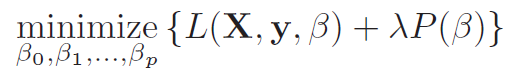 minimize {L(X, y, β) + λP(β)}
β₀,β₁,...,βₚ